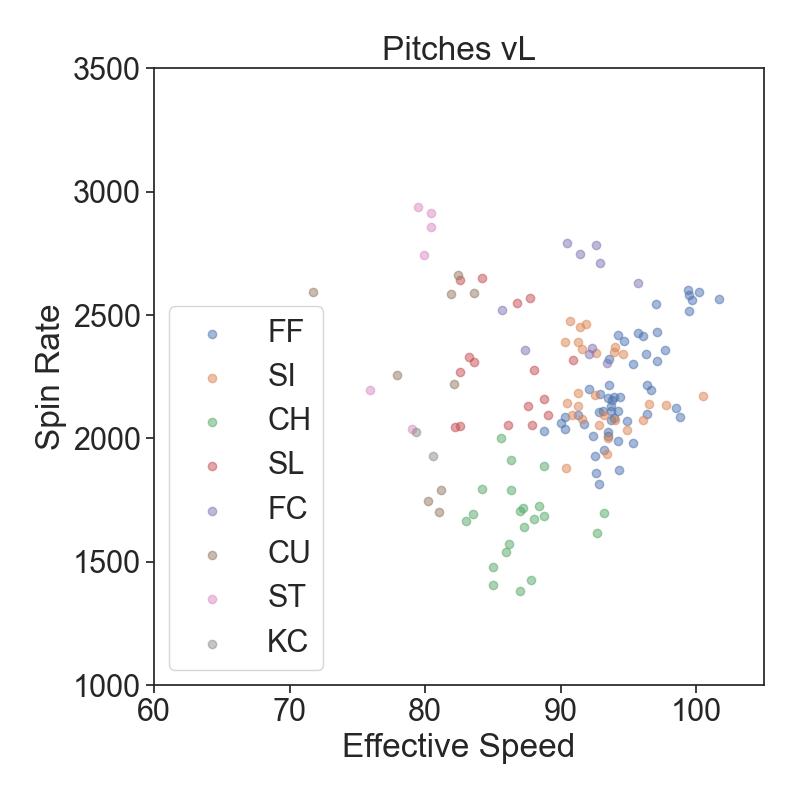 Pitches vL
3500
3000
2500
2000
1500
1000
Spin Rate
FF
SI
CH
SL
FC
CU
ST
KC
60 70 80 90 100
Effective Speed